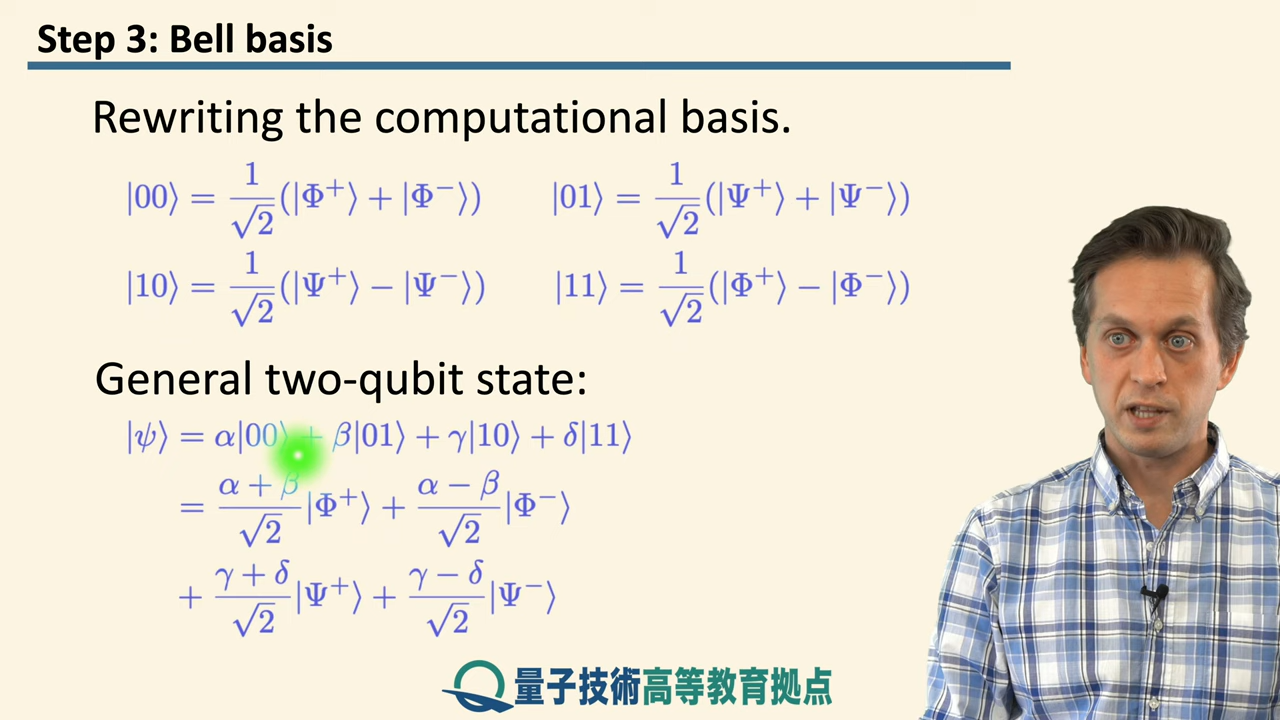 Step 3: Bell basis
Rewriting the computational basis.
|00⟩ = 1/√2 (|Φ⁺⟩ + |Φ⁻⟩)    |01⟩ = 1/√2 (|Ψ⁺⟩ + |Ψ⁻⟩)
|10⟩ = 1/√2 (|Ψ⁺⟩ − |Ψ⁻⟩)    |11⟩ = 1/√2 (|Φ⁺⟩ − |Φ⁻⟩)
General two-qubit state:
|ψ⟩ = α|00⟩ + β|01⟩ + γ|10⟩ + δ|11⟩
= (α + β)/√2 |Φ⁺⟩ + (α − β)/√2 |Φ⁻⟩
+ (γ + δ)/√2 |Ψ⁺⟩ + (γ − δ)/√2 |Ψ⁻⟩
量子技術高等教育拠点